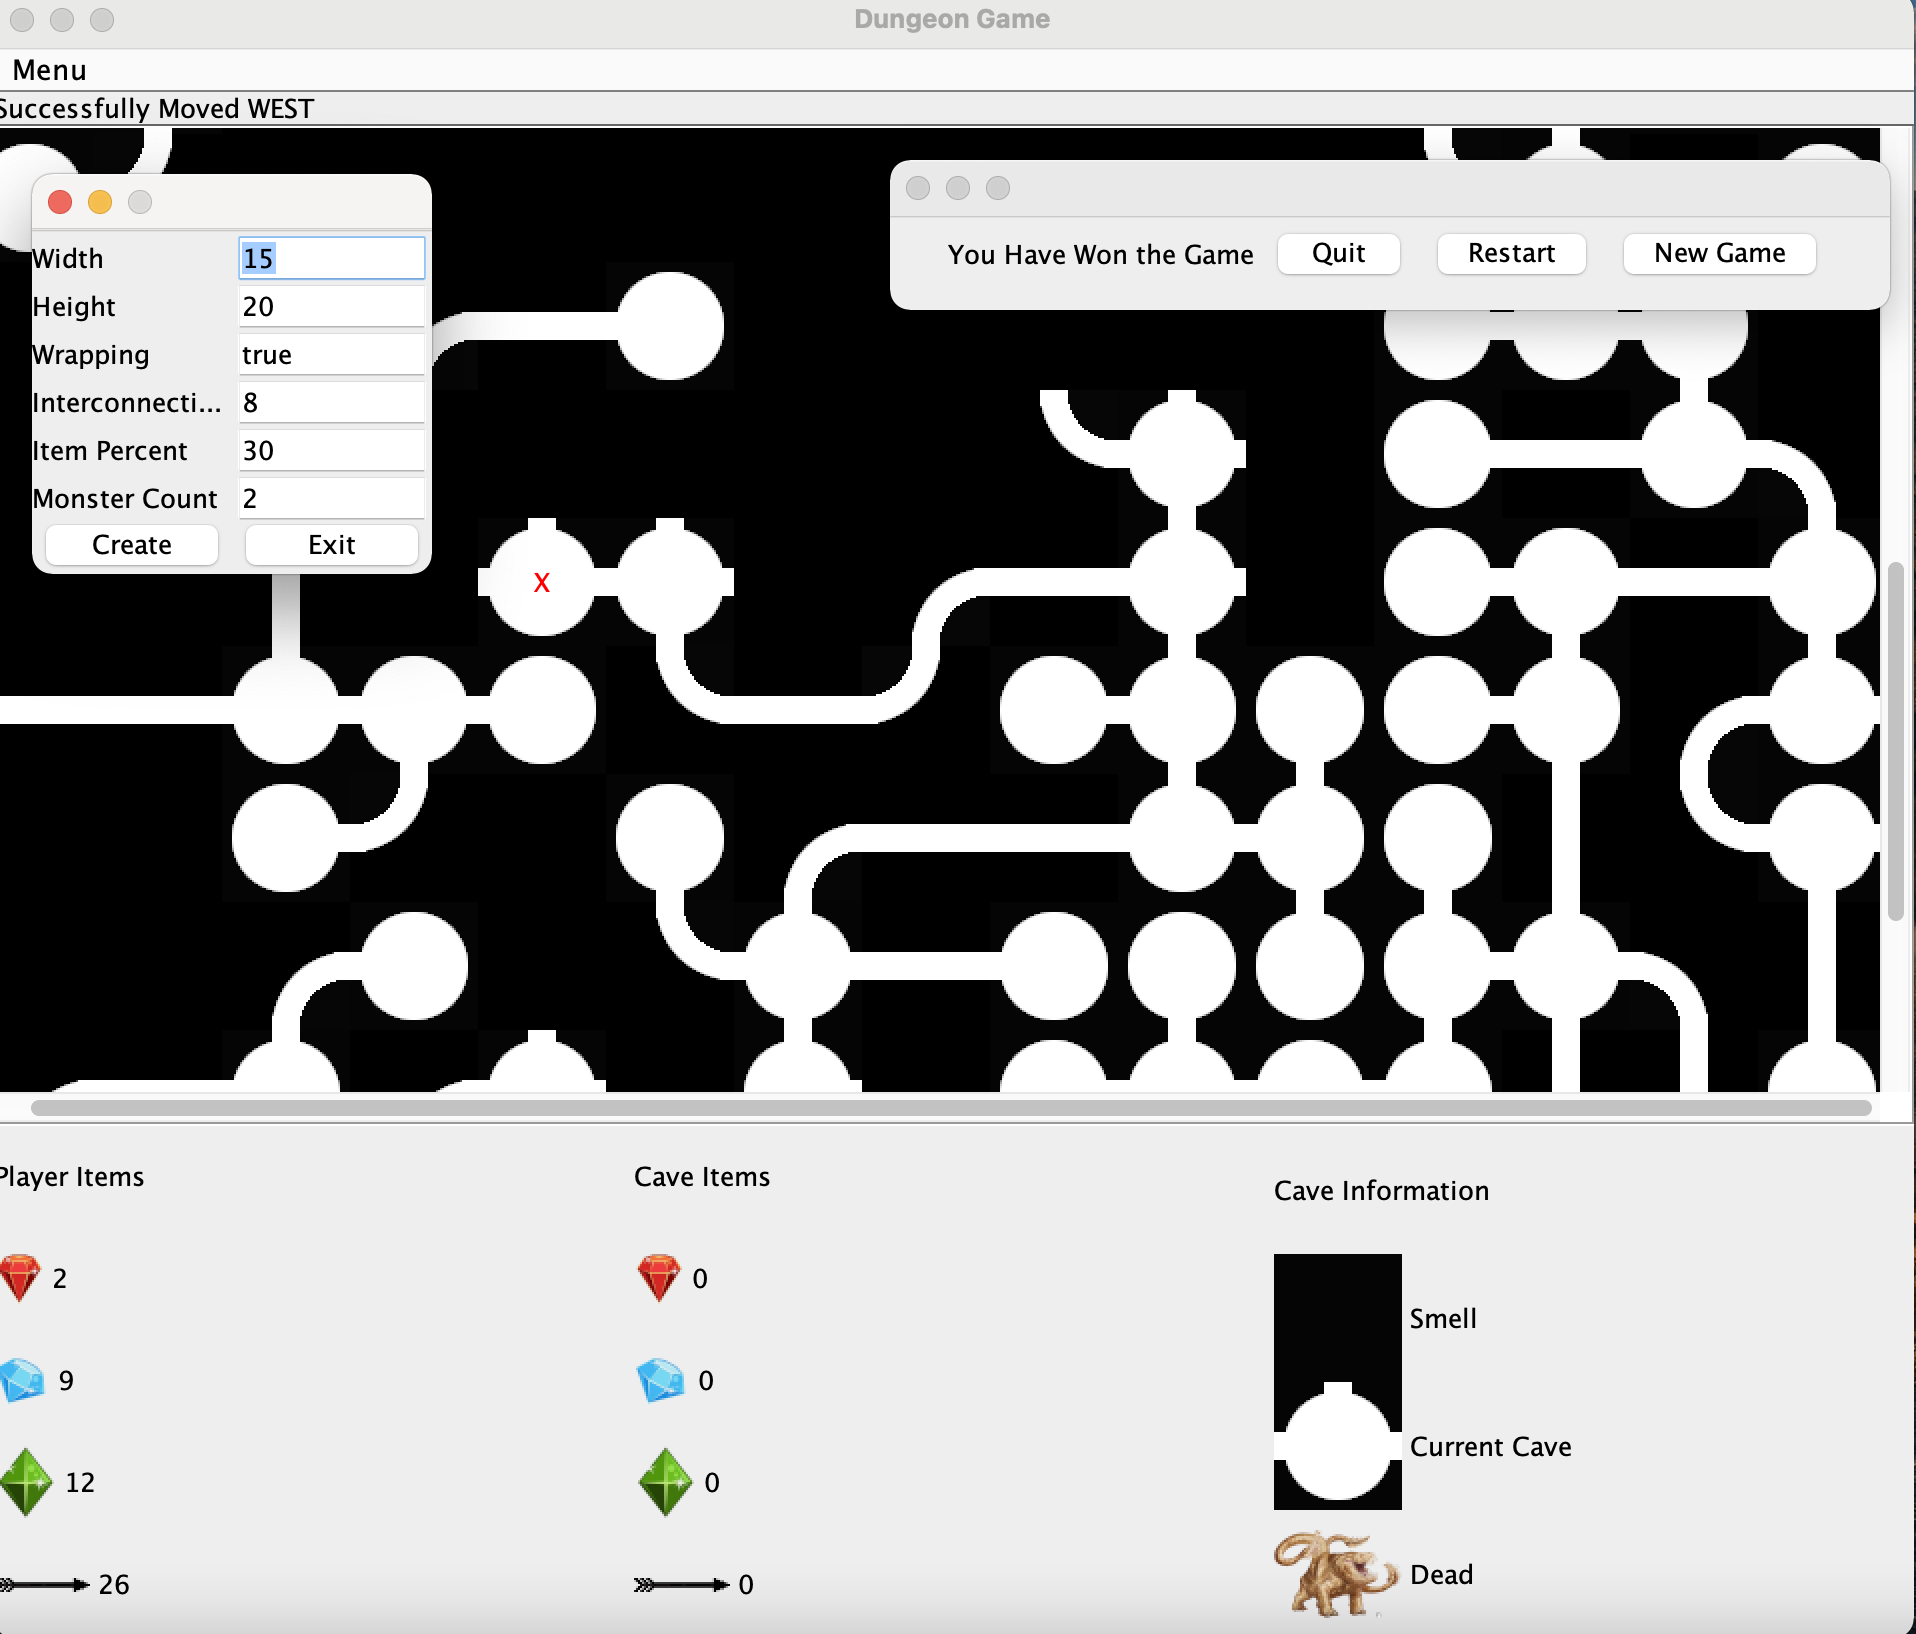 Dungeon Game
Menu
Successfully Moved WEST
Width 15
Height 20
Wrapping true
Interconnecti... 8
Item Percent 30
Monster Count 2
Create Exit
You Have Won the Game Quit Restart New Game
X
Player Items
2
9
12
26
Cave Items
0
0
0
0
Cave Information
Smell
Current Cave
Dead